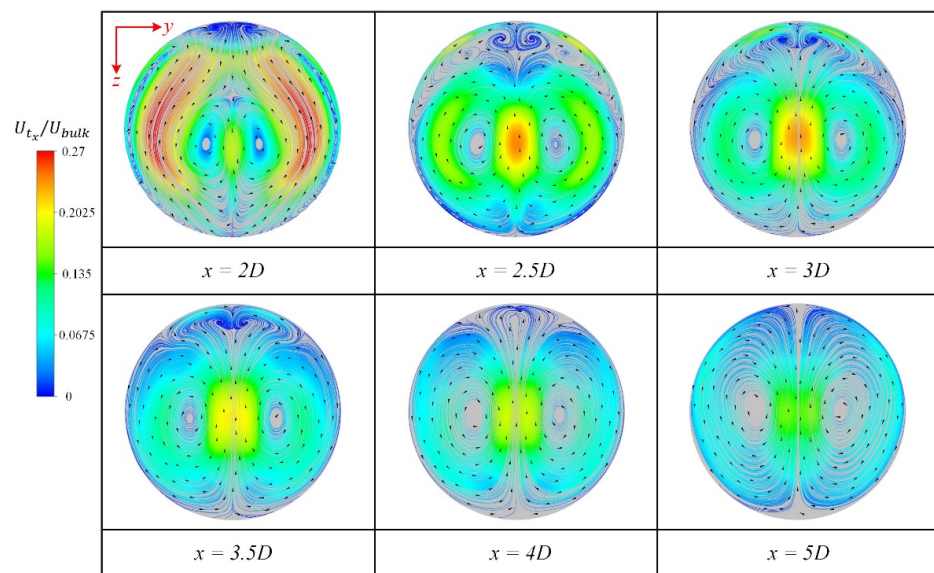 y
z
U_{t_x}/U_{bulk}
0.27
0.2025
0.135
0.0675
0
x = 2D
x = 2.5D
x = 3D
x = 3.5D
x = 4D
x = 5D